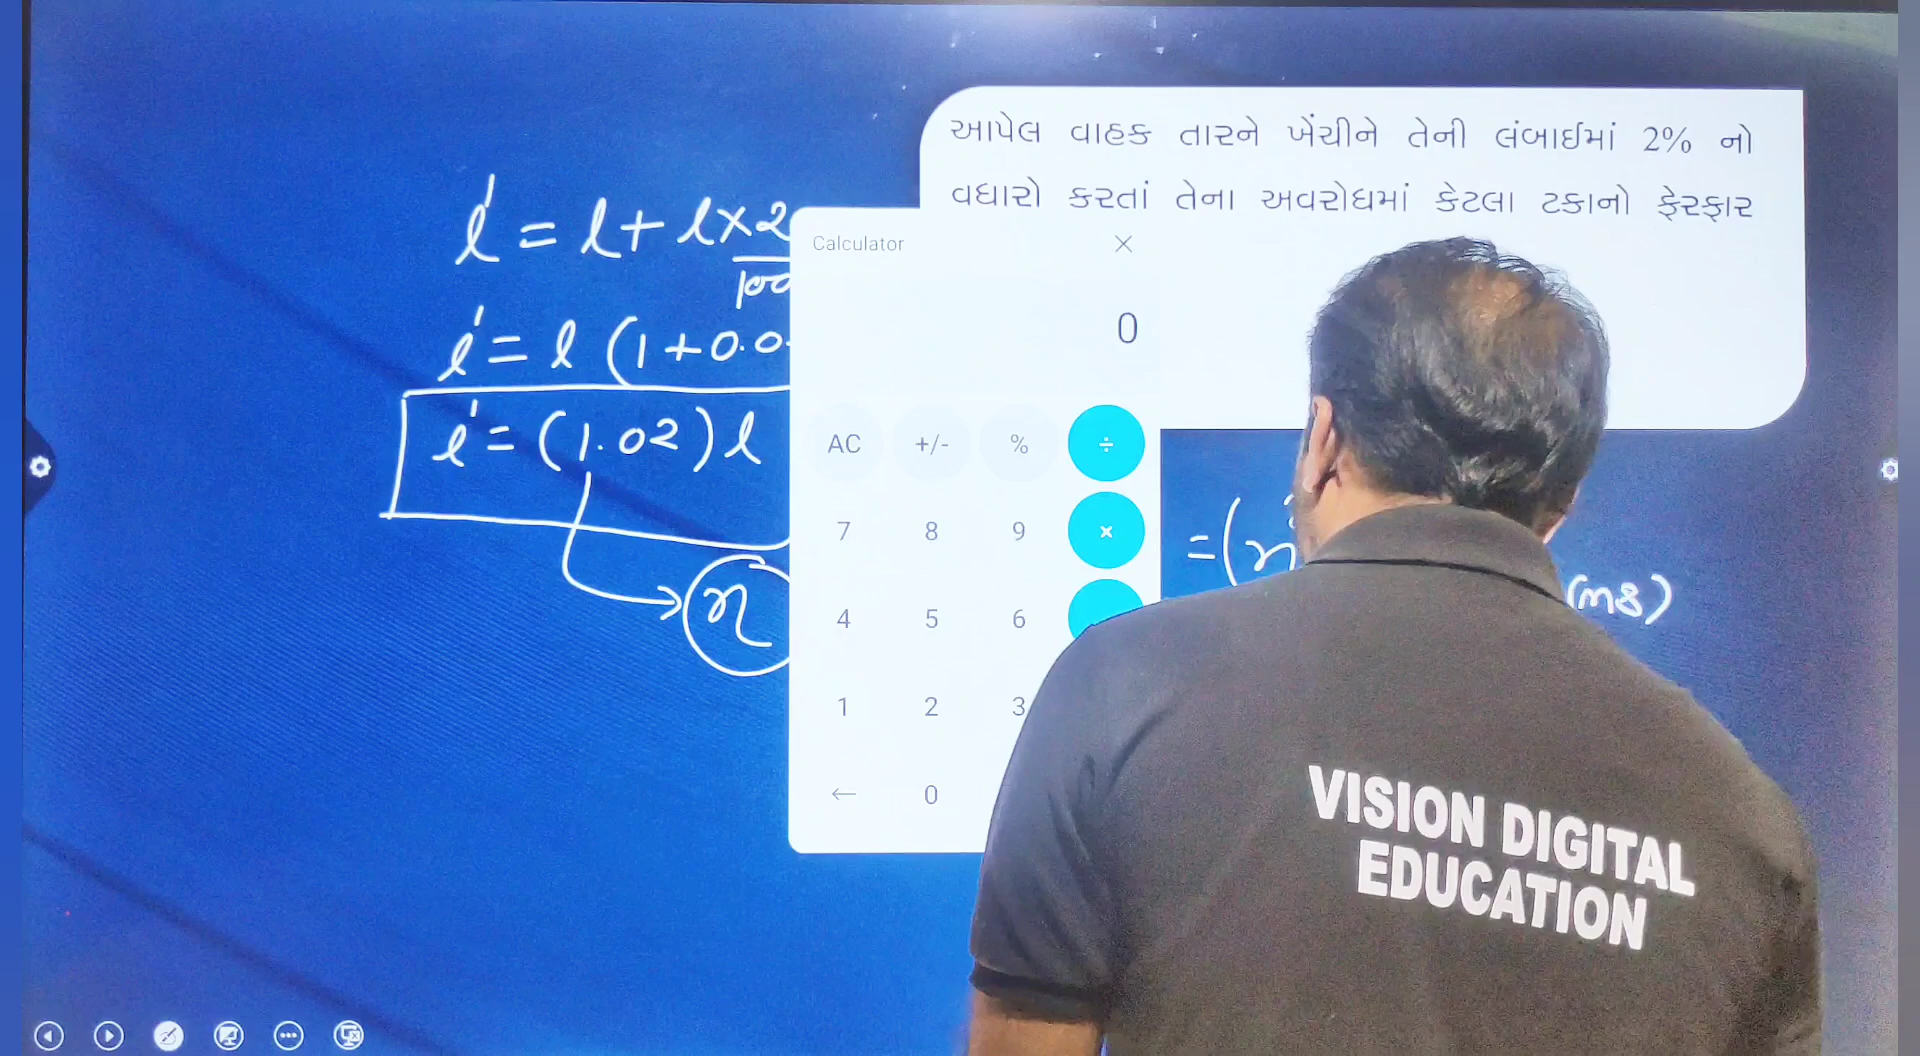 આપેલ વાહક તારને ખેંચીને તેની લંબાઈમાં 2% નો
વધારો કરતાં તેના અવરોધમાં કેટલા ટકાનો ફેરફાર
l' = l + l×2
100
l' = l (1+0.0
l' = (1.02) l
n
Calculator ×
0
AC +/- % ÷
7 8 9 ×
4 5 6
1 2 3
← 0
= (n
VISION DIGITAL
EDUCATION